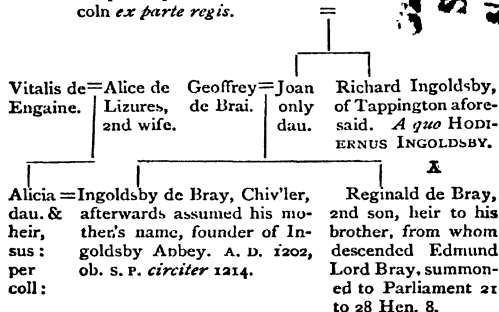 coln ex parte regis.
=
Vitalis de=Alice de Geoffrey=Joan Richard Ingoldsby,
Engaine. Lizures, de Brai. only of Tappington afore-
2nd wife. dau. said. A quo HODI-
ERNUS INGOLDSBY.
A
Alicia =Ingoldsby de Bray, Chiv'ler, Reginald de Bray,
dau. & afterwards assumed his mo- 2nd son, heir to his
heir, ther's name, founder of In- brother, from whom
sus: goldsby Abbey. A. D. 1202, descended Edmund
per ob. S. P. circiter 1214. Lord Bray, summon-
coll: ed to Parliament 21
to 28 Hen. 8.